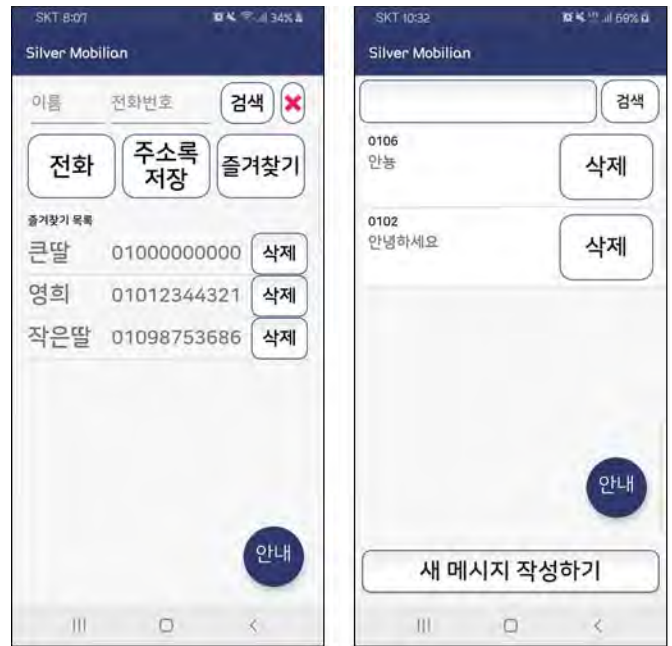 SKT 8:07 34%
Silver Mobilian
이름 전화번호 검색
전화 주소록 저장 즐겨찾기
즐겨찾기 목록
큰딸 01000000000 삭제
영희 01012344321 삭제
작은딸 01098753686 삭제
안내
SKT 10:32 69%
Silver Mobilian
검색
0106
안뇽
삭제
0102
안녕하세요
삭제
안내
새 메시지 작성하기